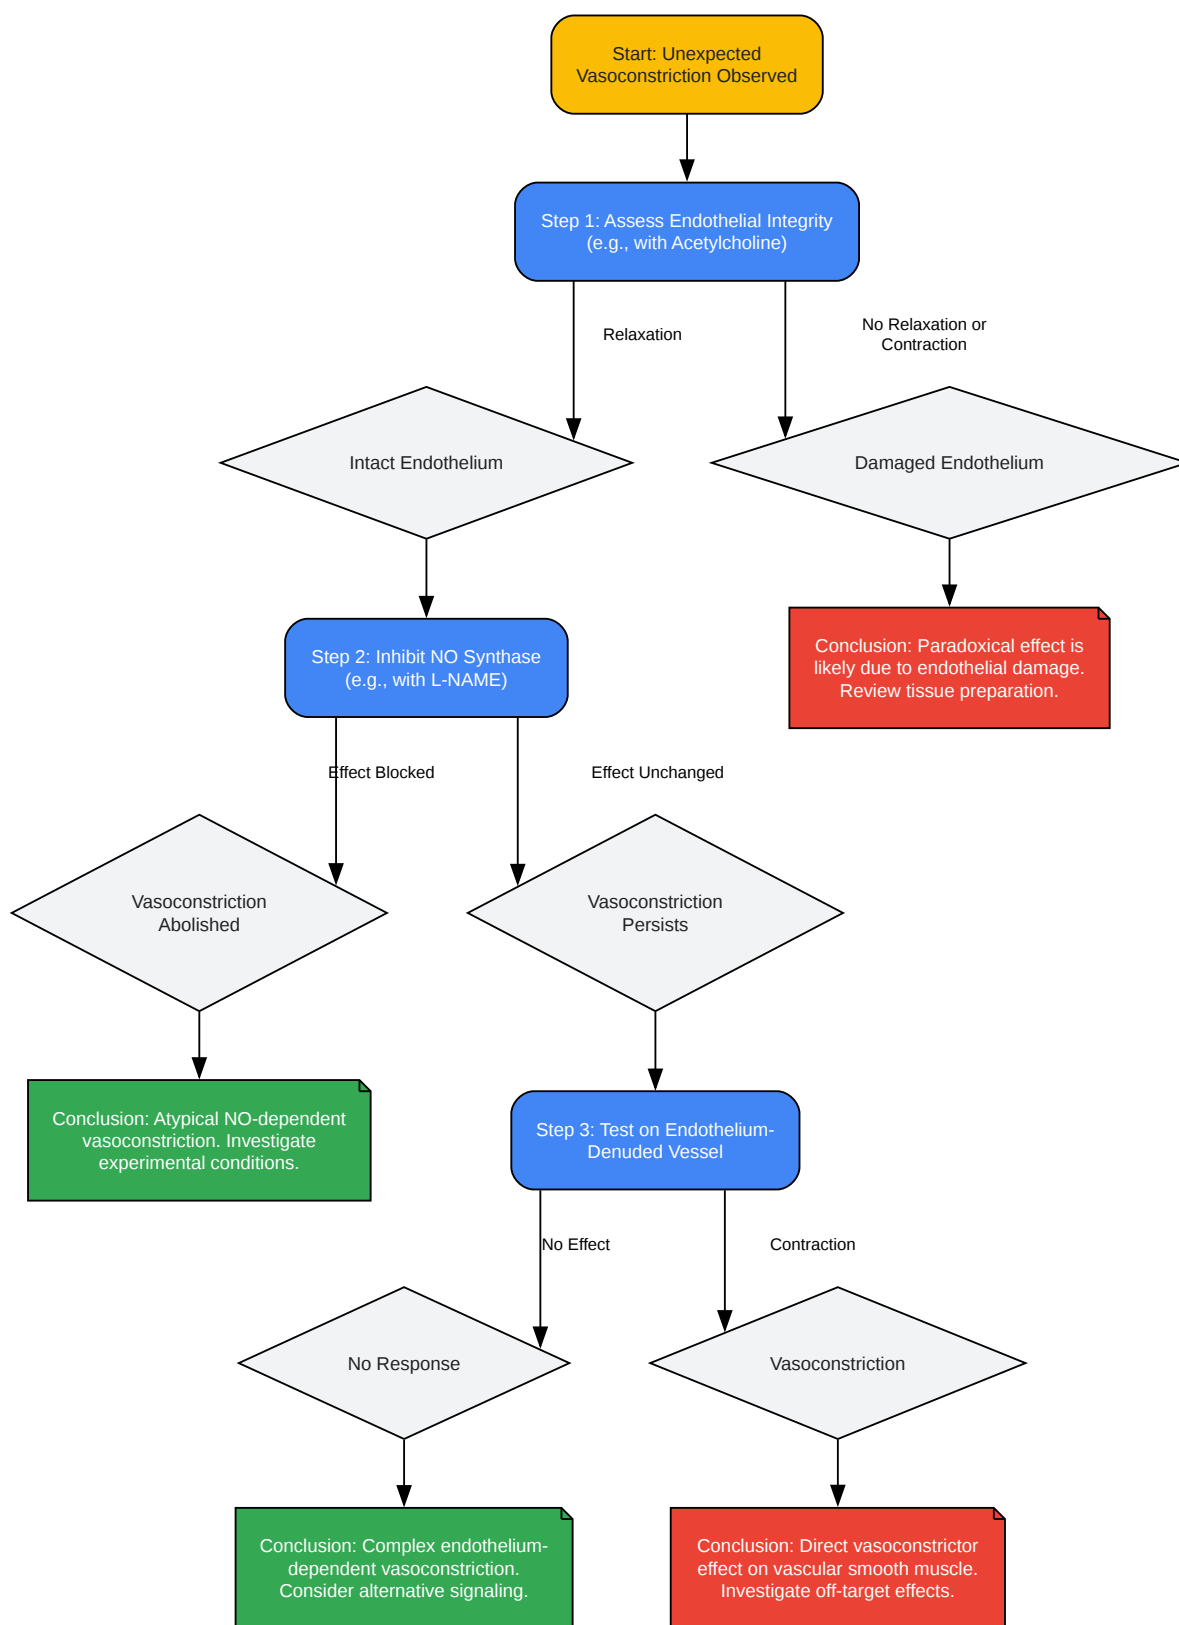 Start: Unexpected
Vasoconstriction Observed
Step 1: Assess Endothelial Integrity
(e.g., with Acetylcholine)
Relaxation
No Relaxation or
Contraction
Intact Endothelium
Damaged Endothelium
Step 2: Inhibit NO Synthase
(e.g., with L-NAME)
Conclusion: Paradoxical effect is
likely due to endothelial damage.
Review tissue preparation.
Effect Blocked
Effect Unchanged
Vasoconstriction
Abolished
Vasoconstriction
Persists
Conclusion: Atypical NO-dependent
vasoconstriction. Investigate
experimental conditions.
Step 3: Test on Endothelium-
Denuded Vessel
No Effect
Contraction
No Response
Vasoconstriction
Conclusion: Complex endothelium-
dependent vasoconstriction.
Consider alternative signaling.
Conclusion: Direct vasoconstrictor
effect on vascular smooth muscle.
Investigate off-target effects.